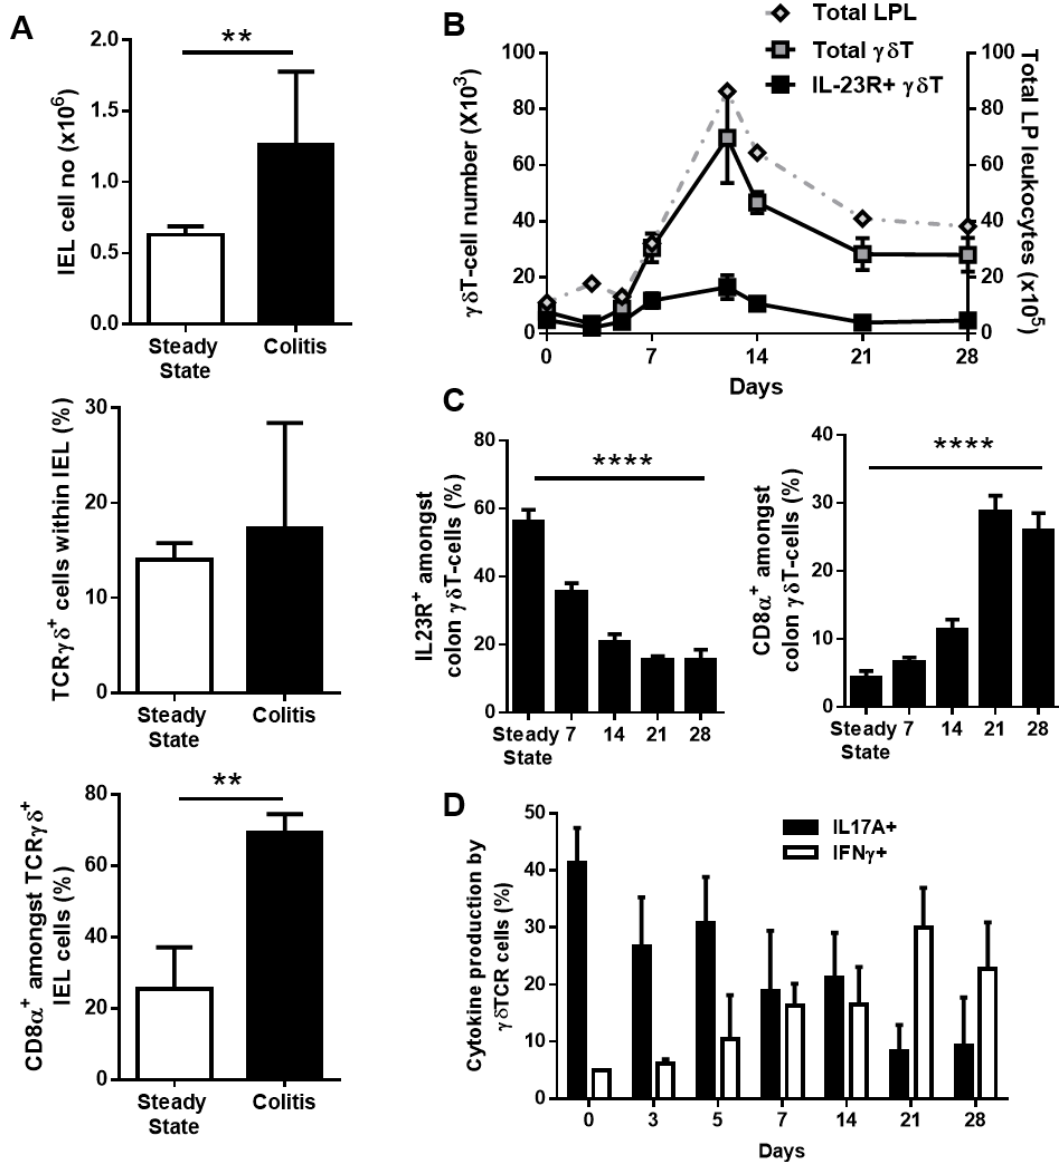 A
IEL cell no (x10⁶)
2.0
1.5
1.0
0.5
0.0
**
Steady
State
Colitis
TCRγδ⁺ cells within IEL (%)
30
20
10
0
Steady
State
Colitis
CD8α⁺ amongst TCRγδ⁺
IEL cells (%)
80
60
40
20
0
**
Steady
State
Colitis
B
Total LPL
Total γδT
IL-23R+ γδT
γδT-cell number (X10³)
100
80
60
40
20
0
100
80
60
40
20
0
Total LP leukocytes (x10⁵)
0
7
14
21
28
Days
C
IL23R⁺ amongst
colon γδT-cells (%)
80
60
40
20
0
****
Steady
State
7
14
21
28
CD8α⁺ amongst
colon γδT-cells (%)
40
30
20
10
0
****
Steady
State
7
14
21
28
D
Cytokine production by
γδTCR cells (%)
50
40
30
20
10
0
IL17A+
IFNγ+
0
3
5
7
14
21
28
Days